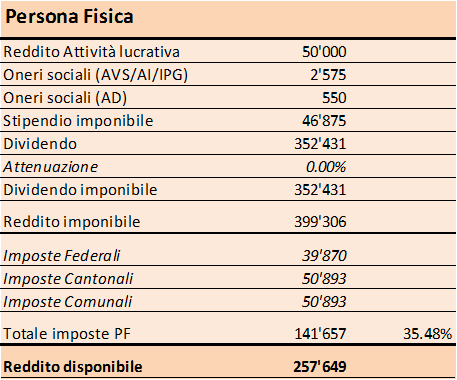 Persona Fisica
Reddito Attività lucrativa 50'000
Oneri sociali (AVS/AI/IPG) 2'575
Oneri sociali (AD) 550
Stipendio imponibile 46'875
Dividendo 352'431
Attenuazione 0.00%
Dividendo imponibile 352'431
Reddito imponibile 399'306
Imposte Federali 39'870
Imposte Cantonali 50'893
Imposte Comunali 50'893
Totale imposte PF 141'657 35.48%
Reddito disponibile 257'649